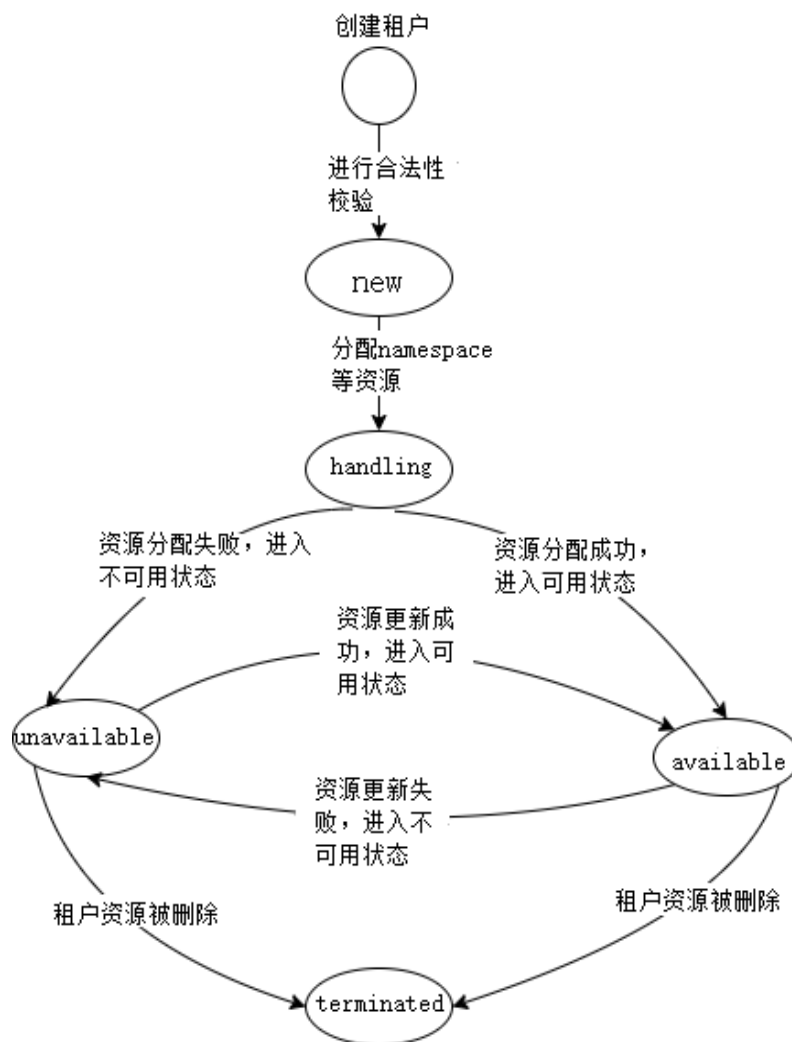 创建租户
进行合法性
校验
new
分配namespace
等资源
handling
资源分配失败，进入
不可用状态
资源分配成功，
进入可用状态
资源更新成
功，进入可
用状态
unavailable
available
资源更新失
败，进入不
可用状态
租户资源被删除
租户资源被删除
terminated